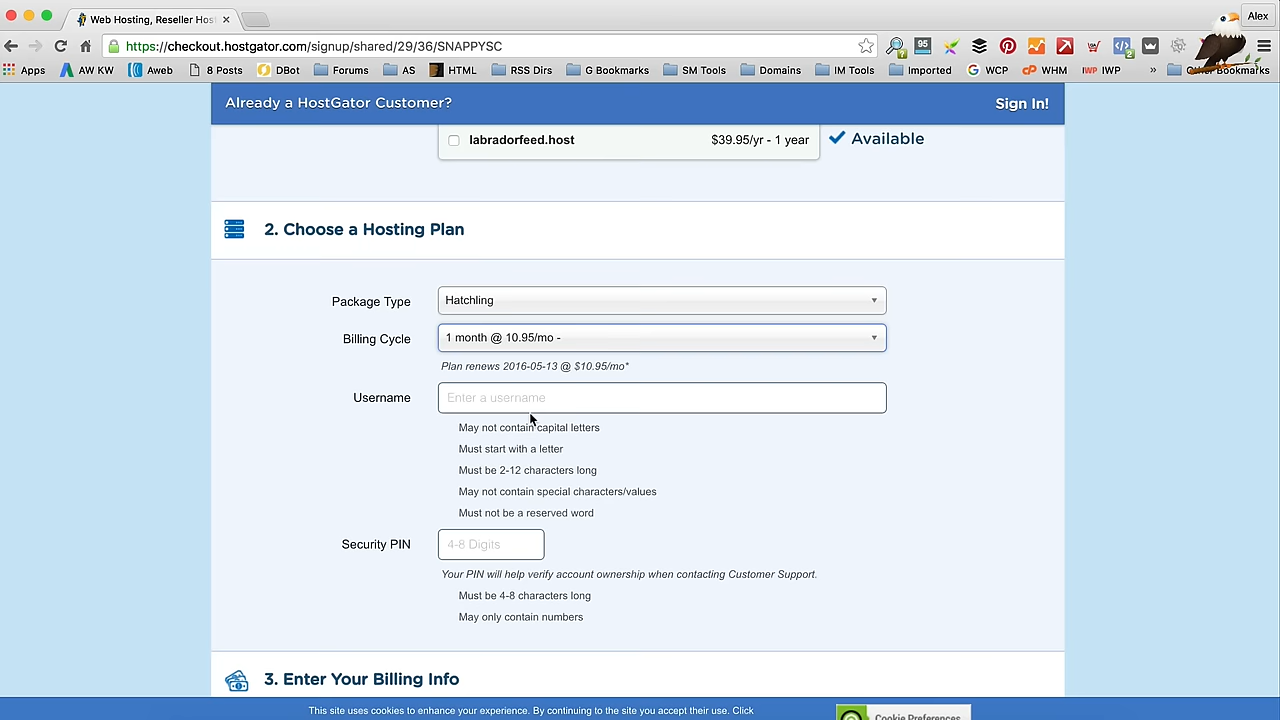 Web Hosting, Reseller Hos
Alex
https://checkout.hostgator.com/signup/shared/29/36/SNAPPYSC
95
2
Apps
AW KW
Aweb
8 Posts
DBot
Forums
AS
HTML
RSS Dirs
G Bookmarks
SM Tools
Domains
IM Tools
Imported
WCP
WHM
IWP
IWP
»
Other Bookmarks
Already a HostGator Customer?
Sign In!
labradorfeed.host
$39.95/yr - 1 year
Available
2. Choose a Hosting Plan
Package Type
Hatchling
Billing Cycle
1 month @ 10.95/mo -
Plan renews 2016-05-13 @ $10.95/mo*
Username
Enter a username
May not contain capital letters
Must start with a letter
Must be 2-12 characters long
May not contain special characters/values
Must not be a reserved word
Security PIN
4-8 Digits
Your PIN will help verify account ownership when contacting Customer Support.
Must be 4-8 characters long
May only contain numbers
3. Enter Your Billing Info
This site uses cookies to enhance your experience. By continuing to the site you accept their use. Click
Cookie Preferences